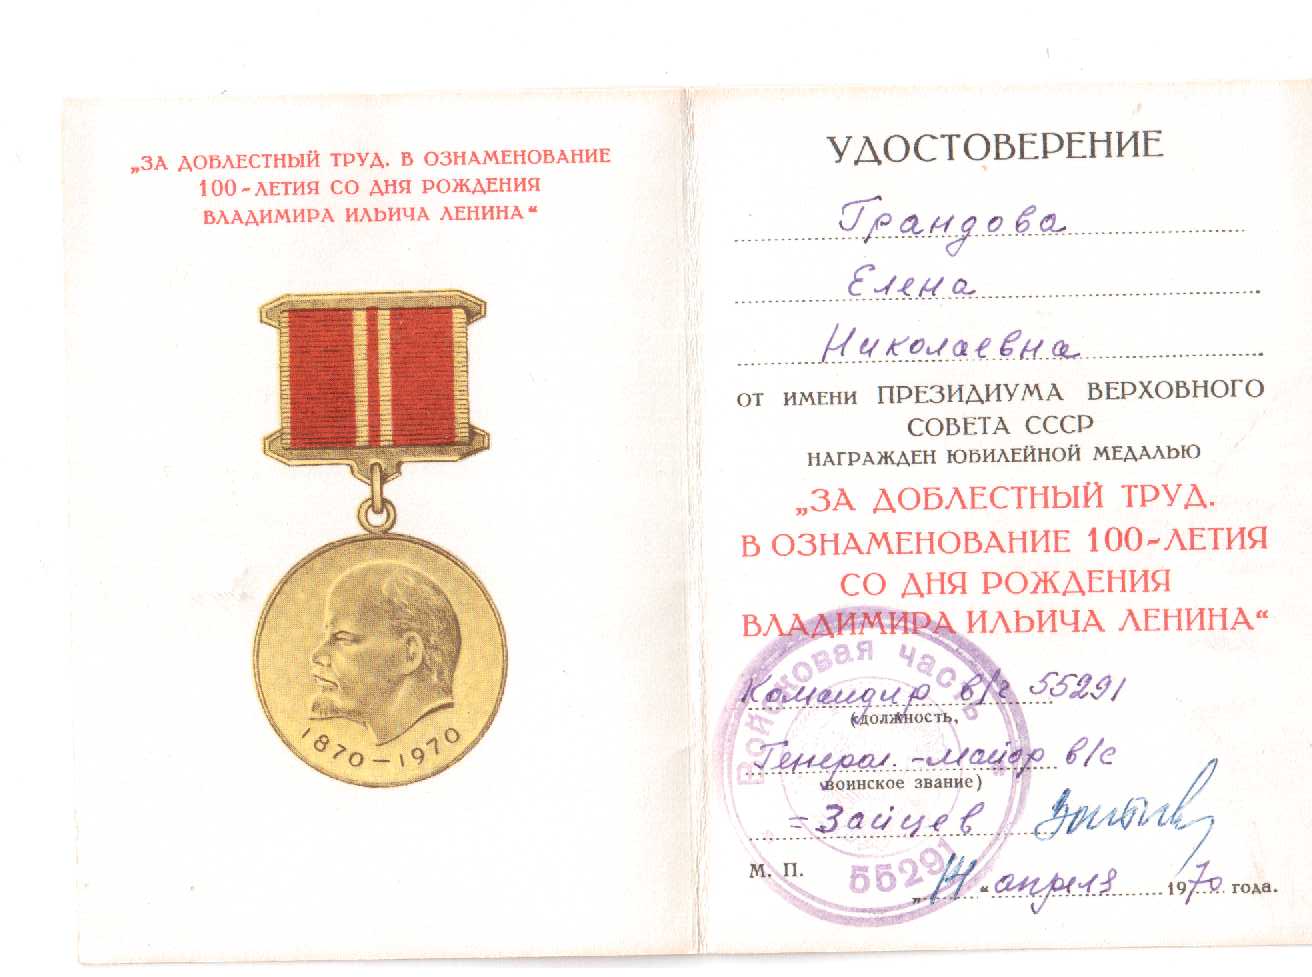 „ЗА ДОБЛЕСТНЫЙ ТРУД. В ОЗНАМЕНОВАНИЕ
100-ЛЕТИЯ СО ДНЯ РОЖДЕНИЯ
ВЛАДИМИРА ИЛЬИЧА ЛЕНИНА“
1870-1970
УДОСТОВЕРЕНИЕ
Грандова
Елена
Николаевна
ОТ ИМЕНИ ПРЕЗИДИУМА ВЕРХОВНОГО
СОВЕТА СССР
НАГРАЖДЕН ЮБИЛЕЙНОЙ МЕДАЛЬЮ
„ЗА ДОБЛЕСТНЫЙ ТРУД.
В ОЗНАМЕНОВАНИЕ 100-ЛЕТИЯ
СО ДНЯ РОЖДЕНИЯ
ВЛАДИМИРА ИЛЬИЧА ЛЕНИНА“
Войсковая часть
Командир в/ч 55291
(должность,
Генерал-майор в/с
воинское звание)
Зайцев
М. П.
55291
„14“ апреля 1970 года.